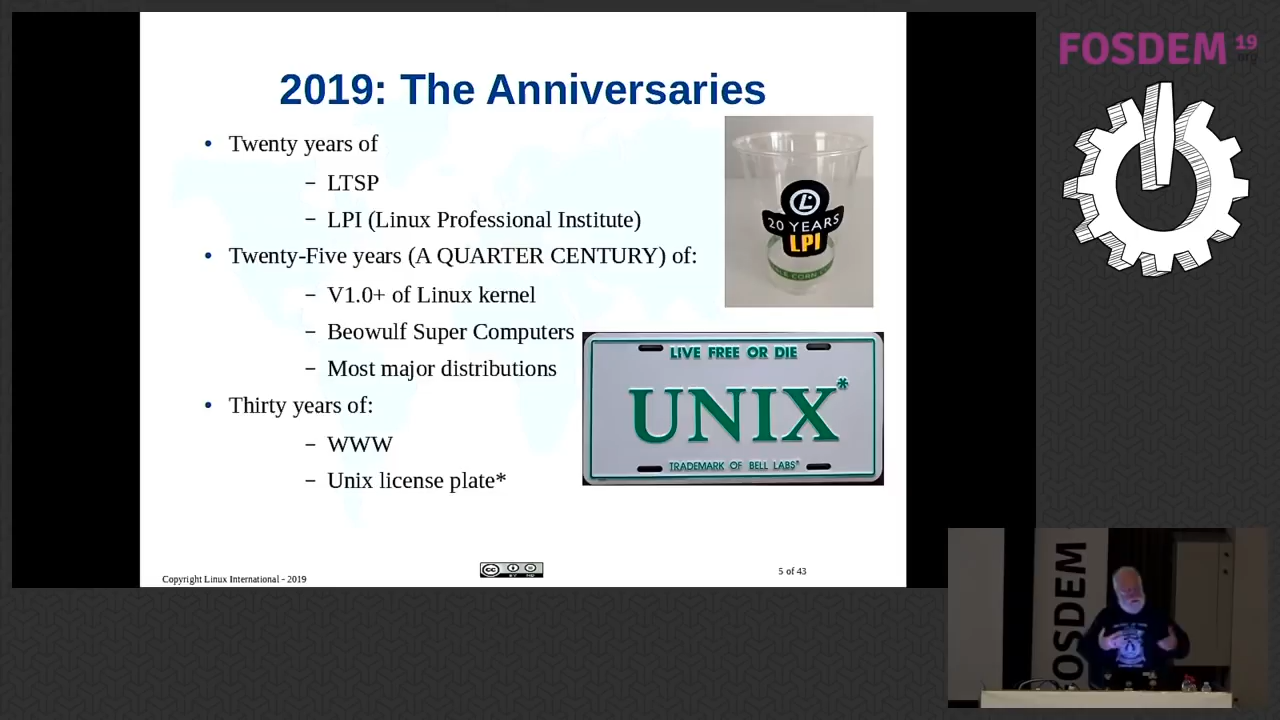 2019: The Anniversaries
• Twenty years of
– LTSP
– LPI (Linux Professional Institute)
• Twenty-Five years (A QUARTER CENTURY) of:
– V1.0+ of Linux kernel
– Beowulf Super Computers
– Most major distributions
• Thirty years of:
– WWW
– Unix license plate*
20 YEARS
LPI
LIVE FREE OR DIE
UNIX*
TRADEMARK OF BELL LABS*
Copyright Linux International - 2019
5 of 43
FOSDEM 19
.org
FOSDEM